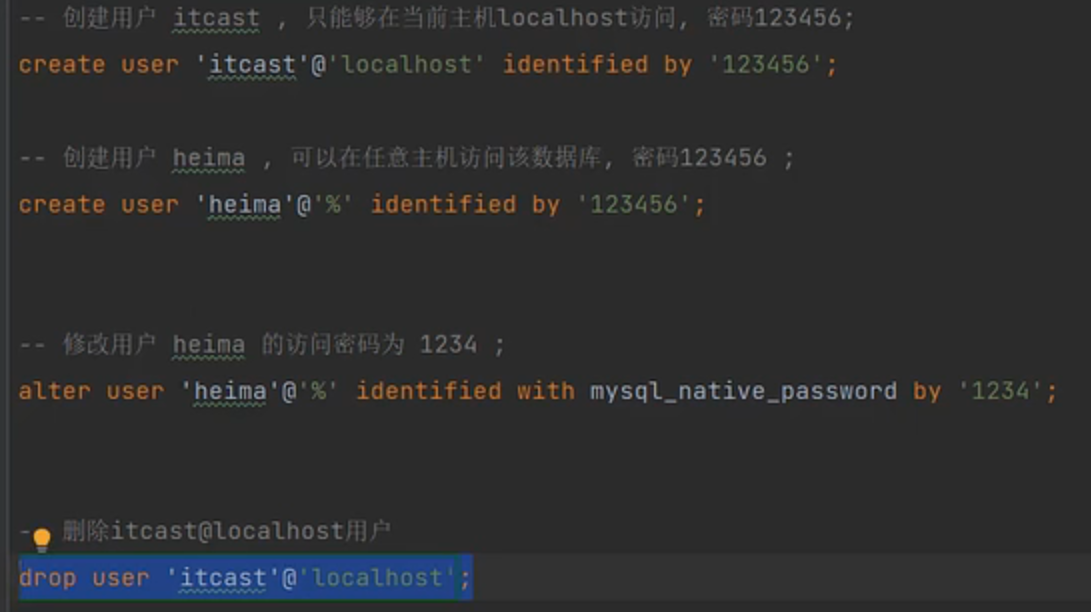 -- 创建用户 itcast , 只能够在当前主机localhost访问, 密码123456;
create user 'itcast'@'localhost' identified by '123456';
-- 创建用户 heima , 可以在任意主机访问该数据库, 密码123456 ;
create user 'heima'@'%' identified by '123456';
-- 修改用户 heima 的访问密码为 1234 ;
alter user 'heima'@'%' identified with mysql_native_password by '1234';
- 删除itcast@localhost用户
drop user 'itcast'@'localhost';